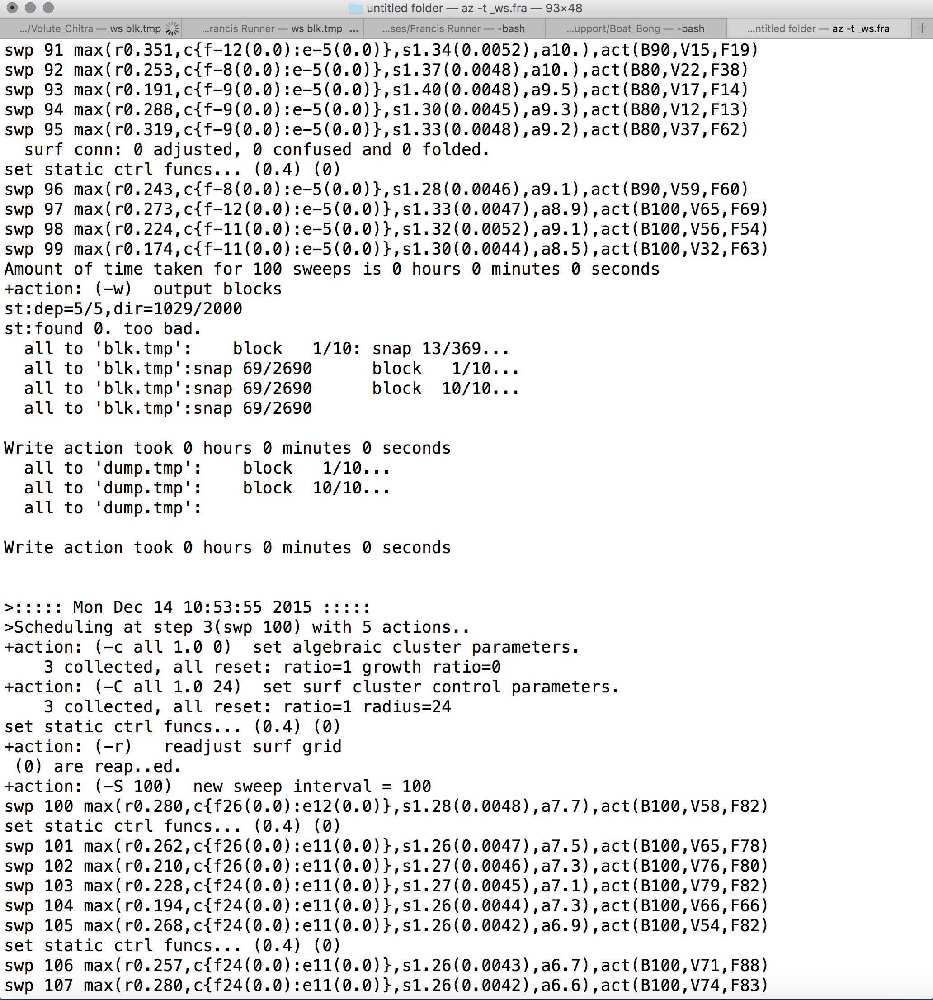 untitled folder — az -t _ws.fra — 93×48
.../Volute_Chitra — ws blk.tmp
...rancis Runner — ws blk.tmp ...
...ses/Francis Runner — -bash
...upport/Boat_Bong — -bash
...ntitled folder — az -t _ws.fra
+
swp 91 max(r0.351,c{f-12(0.0):e-5(0.0)},s1.34(0.0052),a10.),act(B90,V15,F19)
swp 92 max(r0.253,c{f-8(0.0):e-5(0.0)},s1.37(0.0048),a10.),act(B80,V22,F38)
swp 93 max(r0.191,c{f-9(0.0):e-5(0.0)},s1.40(0.0048),a9.5),act(B80,V17,F14)
swp 94 max(r0.288,c{f-9(0.0):e-5(0.0)},s1.30(0.0045),a9.3),act(B80,V12,F13)
swp 95 max(r0.319,c{f-9(0.0):e-5(0.0)},s1.33(0.0048),a9.2),act(B80,V37,F62)
  surf conn: 0 adjusted, 0 confused and 0 folded.
set static ctrl funcs... (0.4) (0)
swp 96 max(r0.243,c{f-8(0.0):e-5(0.0)},s1.28(0.0046),a9.1),act(B90,V59,F60)
swp 97 max(r0.273,c{f-12(0.0):e-5(0.0)},s1.33(0.0047),a8.9),act(B100,V65,F69)
swp 98 max(r0.224,c{f-11(0.0):e-5(0.0)},s1.32(0.0052),a9.1),act(B100,V56,F54)
swp 99 max(r0.174,c{f-11(0.0):e-5(0.0)},s1.30(0.0044),a8.5),act(B100,V32,F63)
Amount of time taken for 100 sweeps is 0 hours 0 minutes 0 seconds
+action: (-w)  output blocks
st:dep=5/5,dir=1029/2000
st:found 0. too bad.
  all to 'blk.tmp':    block   1/10: snap 13/369...
  all to 'blk.tmp':snap 69/2690      block   1/10...
  all to 'blk.tmp':snap 69/2690      block  10/10...
  all to 'blk.tmp':snap 69/2690
Write action took 0 hours 0 minutes 0 seconds
  all to 'dump.tmp':    block   1/10...
  all to 'dump.tmp':    block  10/10...
  all to 'dump.tmp':
Write action took 0 hours 0 minutes 0 seconds
>::::: Mon Dec 14 10:53:55 2015 :::::
>Scheduling at step 3(swp 100) with 5 actions..
+action: (-c all 1.0 0)  set algebraic cluster parameters.
    3 collected, all reset: ratio=1 growth ratio=0
+action: (-C all 1.0 24)  set surf cluster control parameters.
    3 collected, all reset: ratio=1 radius=24
set static ctrl funcs... (0.4) (0)
+action: (-r)   readjust surf grid
 (0) are reap..ed.
+action: (-S 100)  new sweep interval = 100
swp 100 max(r0.280,c{f26(0.0):e12(0.0)},s1.28(0.0048),a7.7),act(B100,V58,F82)
set static ctrl funcs... (0.4) (0)
swp 101 max(r0.262,c{f26(0.0):e11(0.0)},s1.26(0.0047),a7.5),act(B100,V65,F78)
swp 102 max(r0.210,c{f26(0.0):e11(0.0)},s1.27(0.0046),a7.3),act(B100,V76,F80)
swp 103 max(r0.228,c{f24(0.0):e11(0.0)},s1.27(0.0045),a7.1),act(B100,V79,F82)
swp 104 max(r0.194,c{f24(0.0):e11(0.0)},s1.26(0.0044),a7.3),act(B100,V66,F66)
swp 105 max(r0.268,c{f24(0.0):e11(0.0)},s1.26(0.0042),a6.9),act(B100,V54,F82)
set static ctrl funcs... (0.4) (0)
swp 106 max(r0.257,c{f24(0.0):e11(0.0)},s1.26(0.0043),a6.7),act(B100,V71,F88)
swp 107 max(r0.280,c{f24(0.0):e11(0.0)},s1.26(0.0042),a6.6),act(B100,V74,F83)